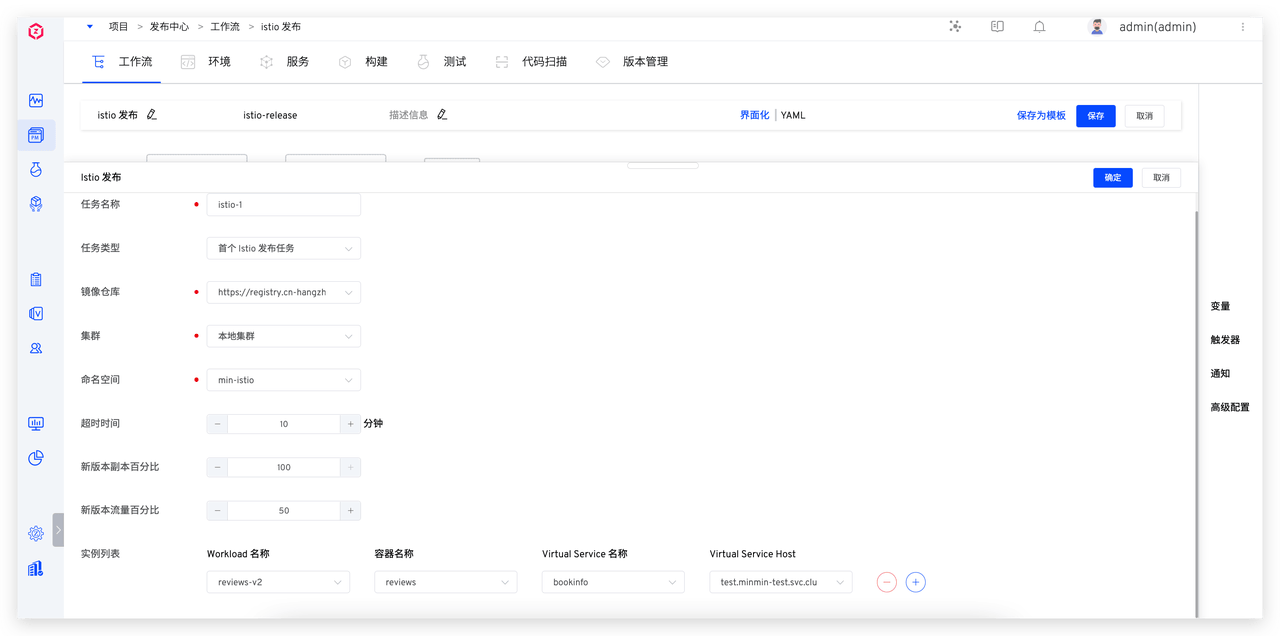 项目 > 发布中心 > 工作流 > istio 发布
admin(admin)
工作流 环境 服务 构建 测试 代码扫描 版本管理
istio 发布 istio-release 描述信息 界面化 | YAML 保存为模板 保存 取消
Istio 发布 确定 取消
任务名称 istio-1
任务类型 首个 Istio 发布任务
镜像仓库 https://registry.cn-hangzh
集群 本地集群
命名空间 min-istio
超时时间 − 10 + 分钟
新版本副本百分比 − 100 +
新版本流量百分比 − 50 +
实例列表 Workload 名称 容器名称 Virtual Service 名称 Virtual Service Host
reviews-v2 reviews bookinfo test.minmin-test.svc.clu
变量
触发器
通知
高级配置